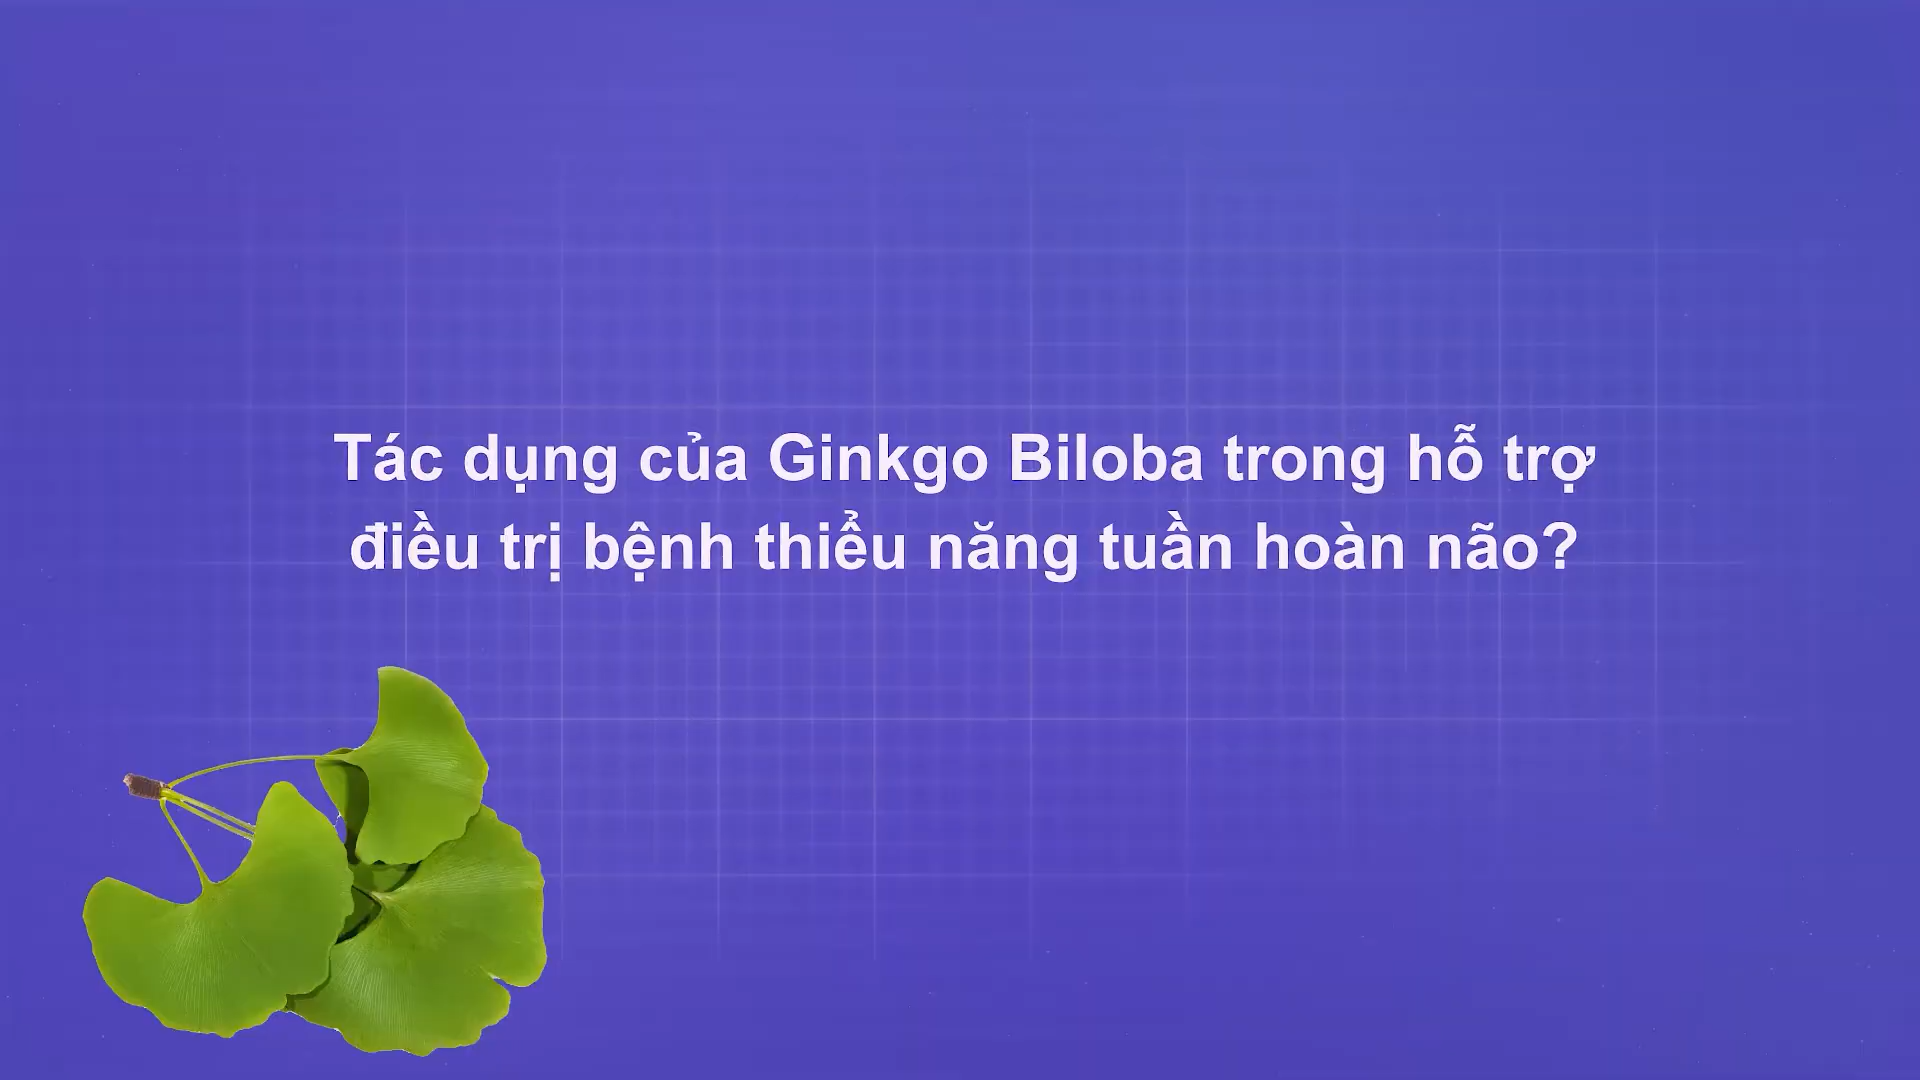 Tác dụng của Ginkgo Biloba trong hỗ trợ
điều trị bệnh thiểu năng tuần hoàn não?